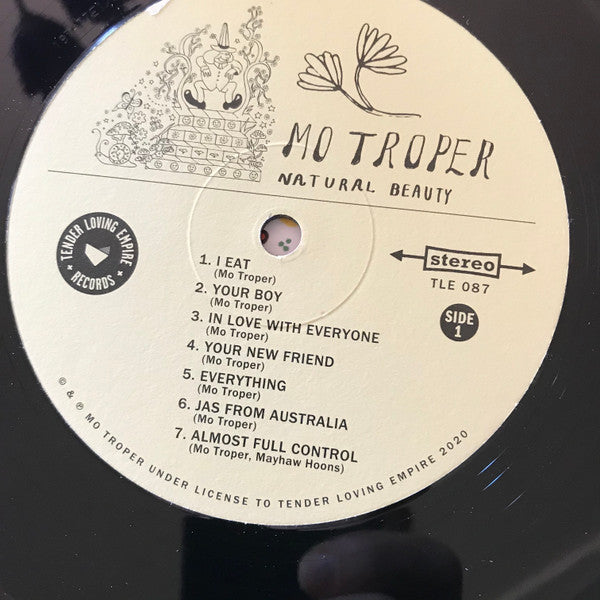 MO TROPER
NATURAL BEAUTY
TENDER LOVING EMPIRE
RECORDS
stereo
TLE 087
SIDE
1
1. I EAT
(Mo Troper)
2. YOUR BOY
(Mo Troper)
3. IN LOVE WITH EVERYONE
(Mo Troper)
4. YOUR NEW FRIEND
(Mo Troper)
5. EVERYTHING
(Mo Troper)
6. JAS FROM AUSTRALIA
(Mo Troper)
7. ALMOST FULL CONTROL
(Mo Troper, Mayhaw Hoons)
© & ℗ MO TROPER UNDER LICENSE TO TENDER LOVING EMPIRE 2020